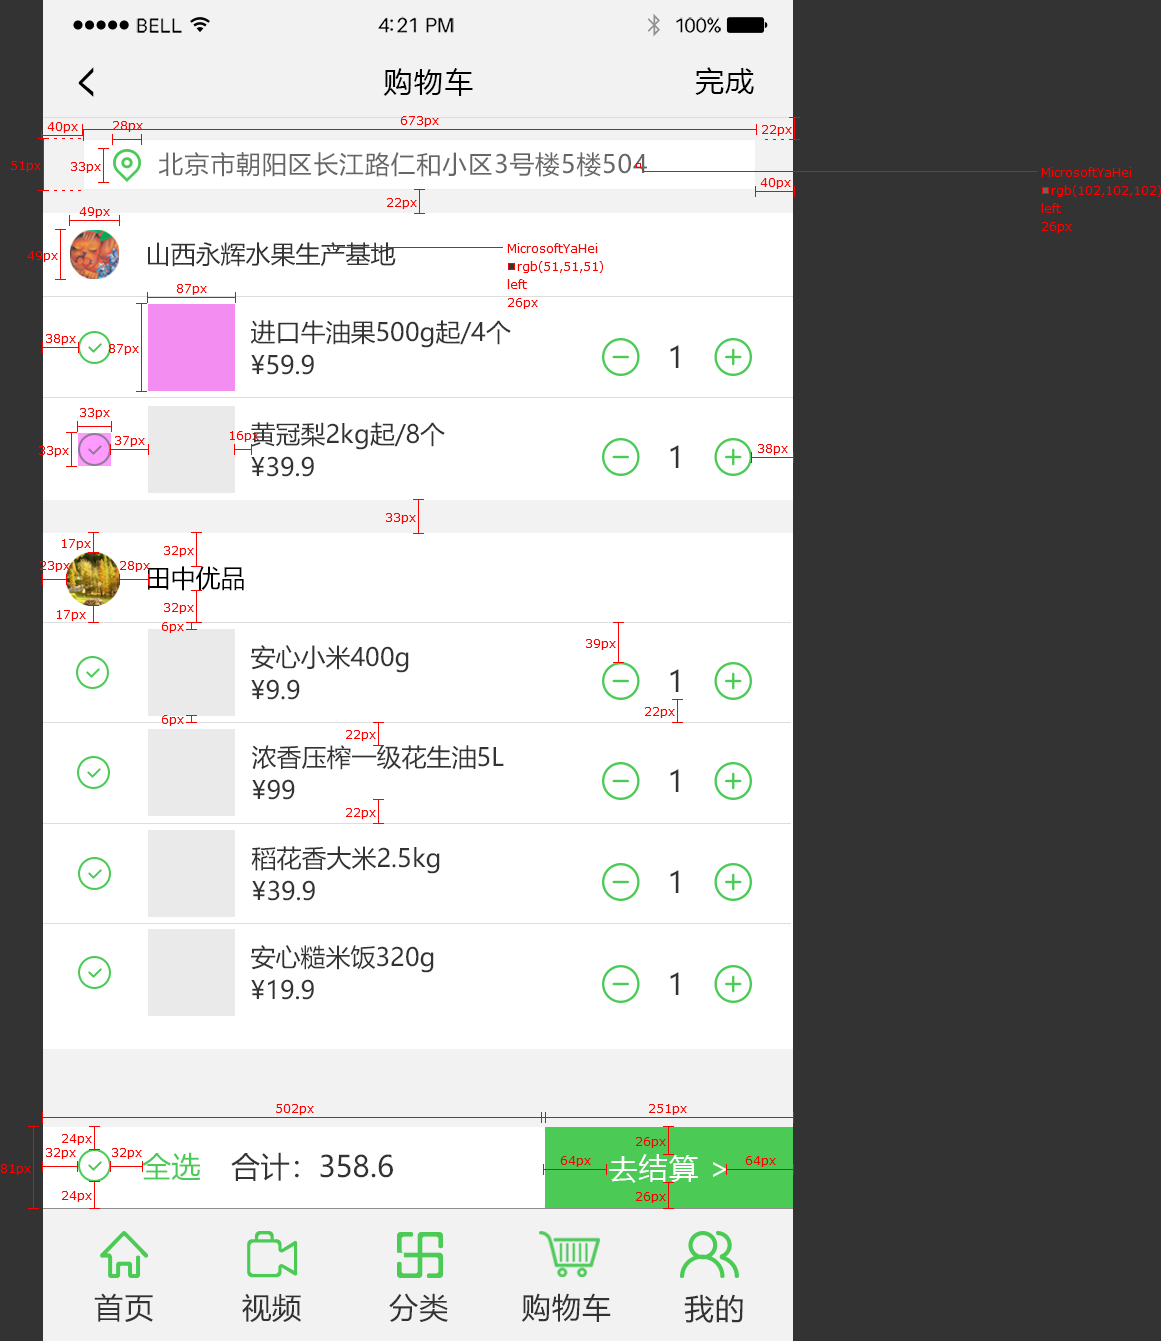 BELL 4:21 PM 100%
购物车 完成
40px 28px 673px 22px
51px 33px 北京市朝阳区长江路仁和小区3号楼5楼504
MicrosoftYaHei
rgb(102,102,102)
left
26px
40px
22px
49px
49px 山西永辉水果生产基地
MicrosoftYaHei
rgb(51,51,51)
left
26px
87px
38px 87px 进口牛油果500g起/4个
¥59.9 1
33px
33px 37px 16px 黄冠梨2kg起/8个
¥39.9 1 38px
33px
17px 32px
23px 28px 田中优品
17px 32px
6px
39px
安心小米400g
¥9.9 1
6px 22px
22px
浓香压榨一级花生油5L
¥99 1
22px
稻花香大米2.5kg
¥39.9 1
安心糙米饭320g
¥19.9 1
502px 251px
24px 26px
81px 32px 32px 全选 合计：358.6 64px 去结算 > 64px
24px 26px
首页 视频 分类 购物车 我的